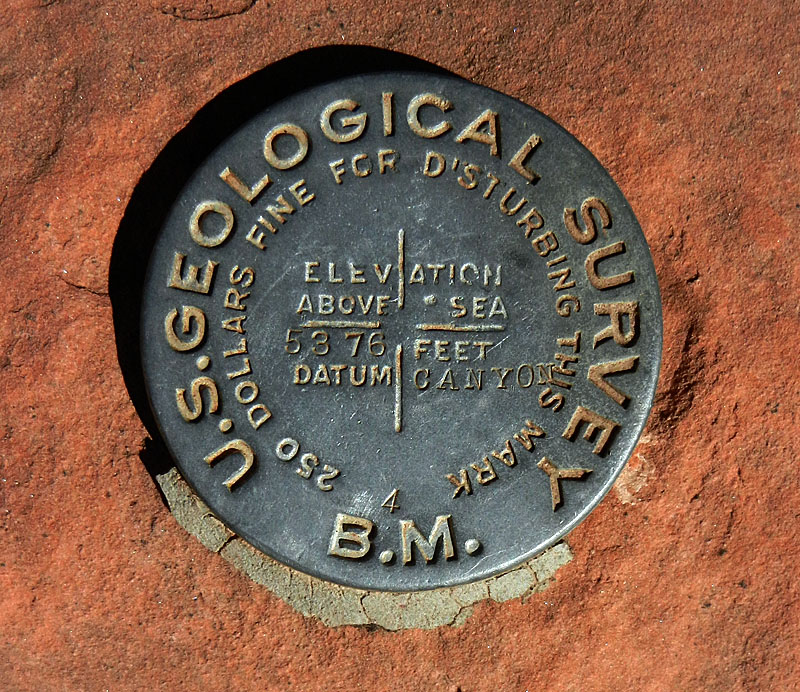 U.S. GEOLOGICAL SURVEY
250 DOLLARS FINE FOR D'STURBING THIS MARK
ELEVATION
ABOVE SEA
5376 FEET
DATUM CANYON
4
B.M.